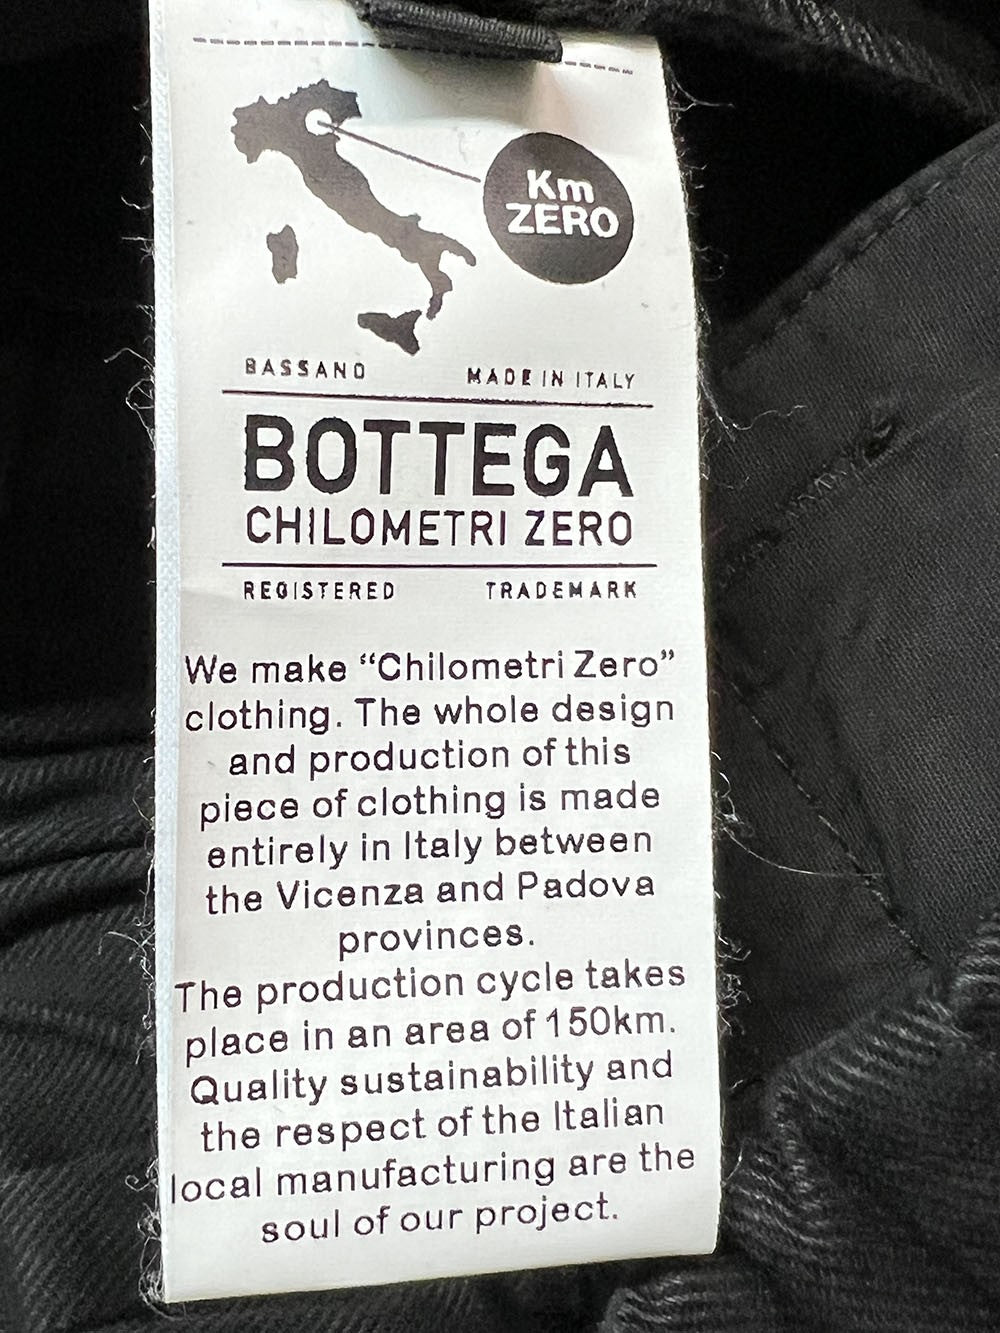 Km
ZERO
BASSANO MADE IN ITALY
BOTTEGA
CHILOMETRI ZERO
REGISTERED TRADEMARK
We make “Chilometri Zero”
clothing. The whole design
and production of this
piece of clothing is made
entirely in Italy between
the Vicenza and Padova
provinces.
The production cycle takes
place in an area of 150km.
Quality sustainability and
the respect of the Italian
local manufacturing are the
soul of our project.